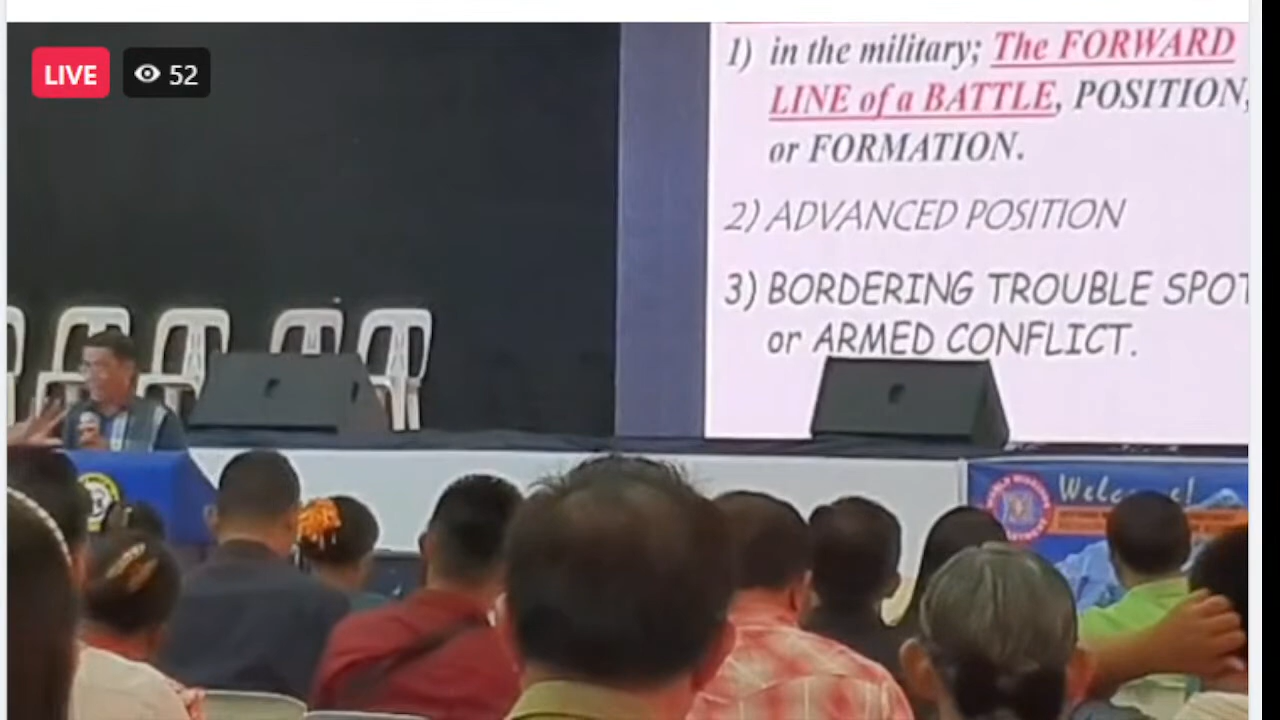 LIVE
52
1) in the military; The FORWARD
LINE of a BATTLE, POSITION,
or FORMATION.
2) ADVANCED POSITION
3) BORDERING TROUBLE SPOT
or ARMED CONFLICT.
Welcome!